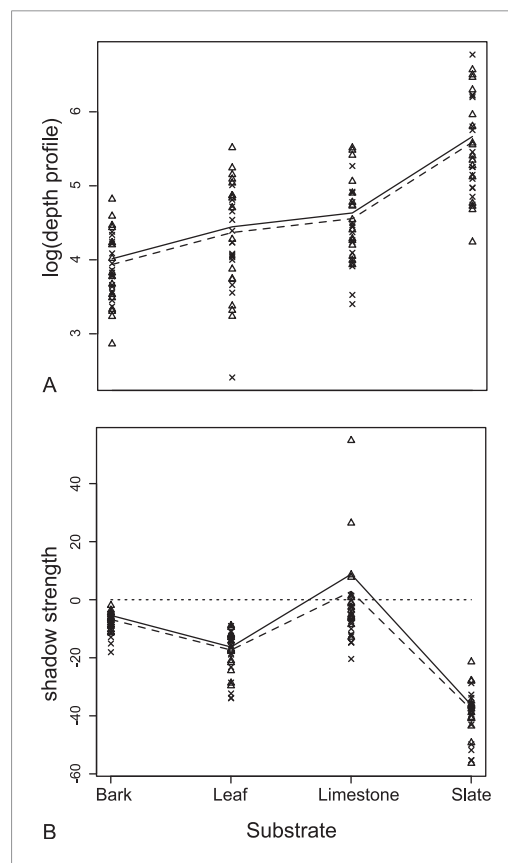 log(depth profile)
6
5
4
3
A
shadow strength
40
20
0
-20
-40
-60
Bark Leaf Limestone Slate
B Substrate